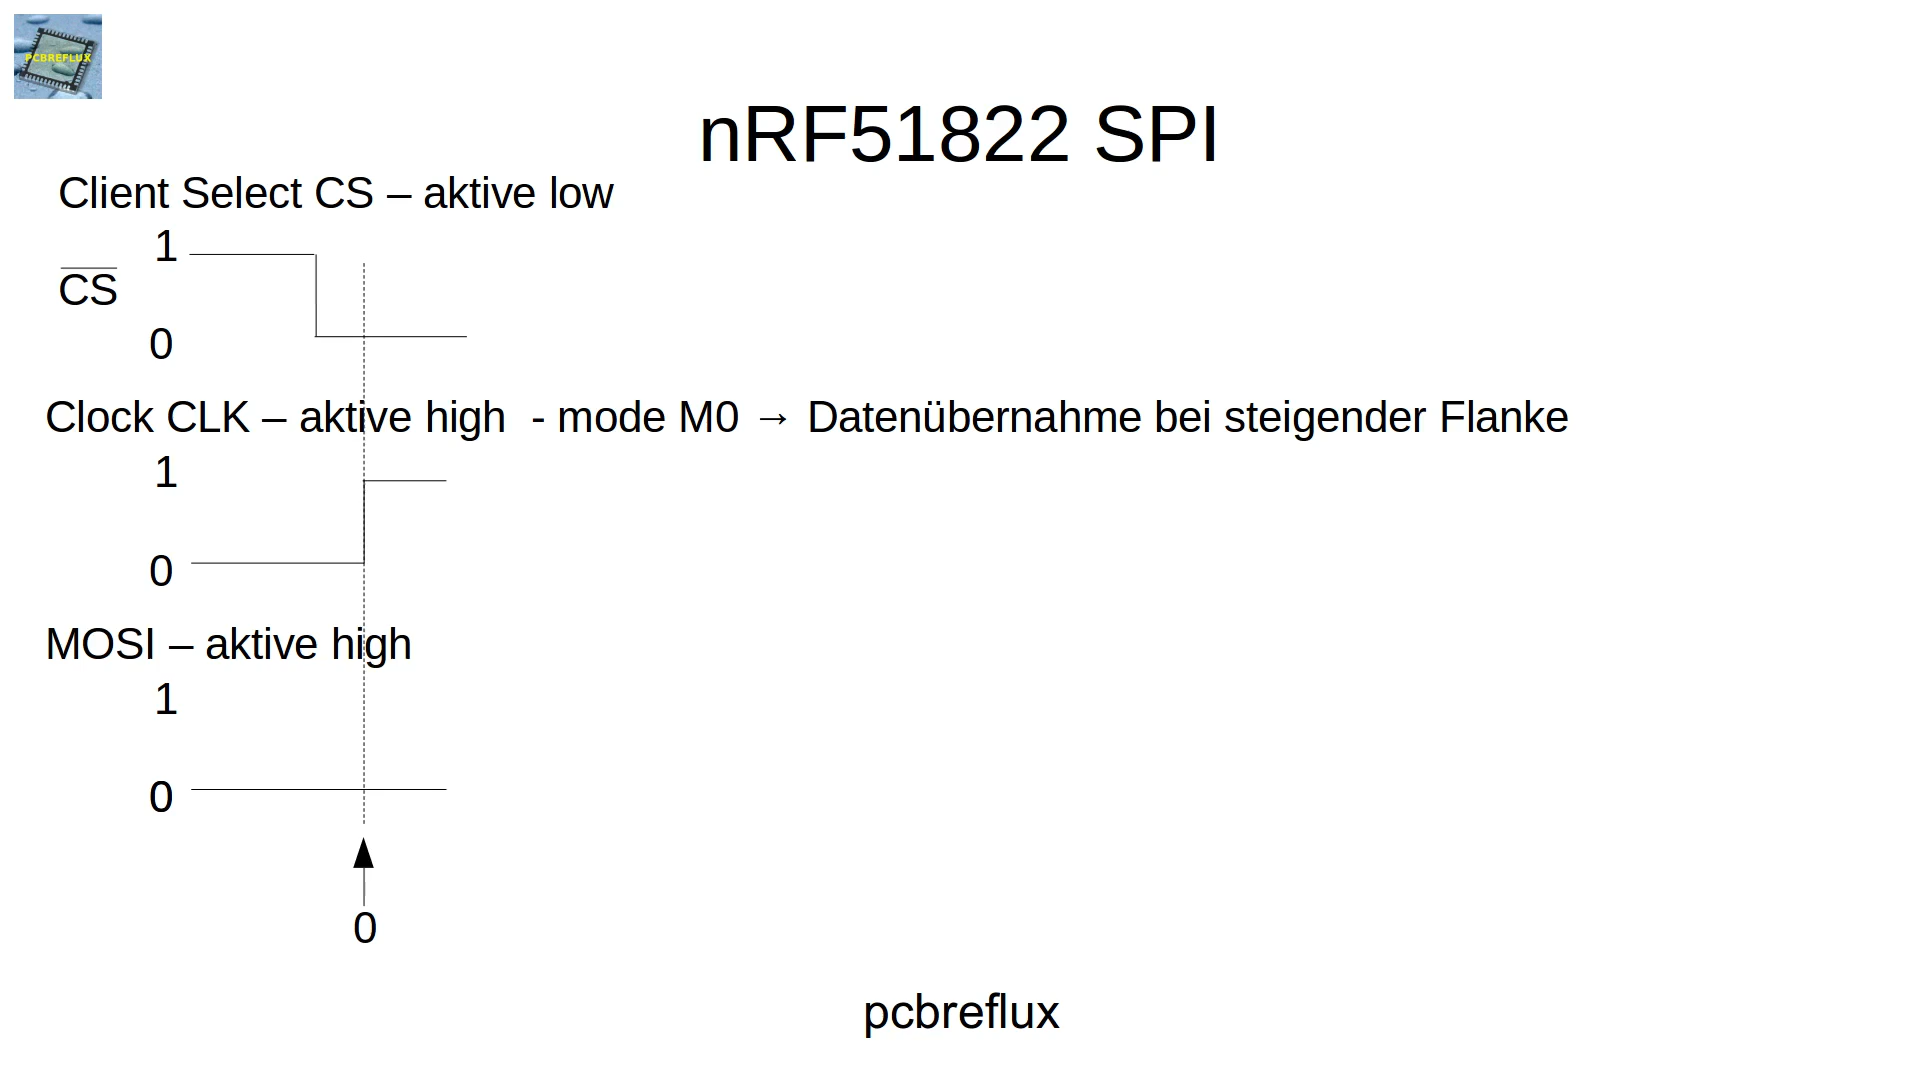 PCBREFLUX
nRF51822 SPI
Client Select CS – aktive low
1
CS
0
Clock CLK – aktive high  - mode M0 → Datenübernahme bei steigender Flanke
1
0
MOSI – aktive high
1
0
0
pcbreflux